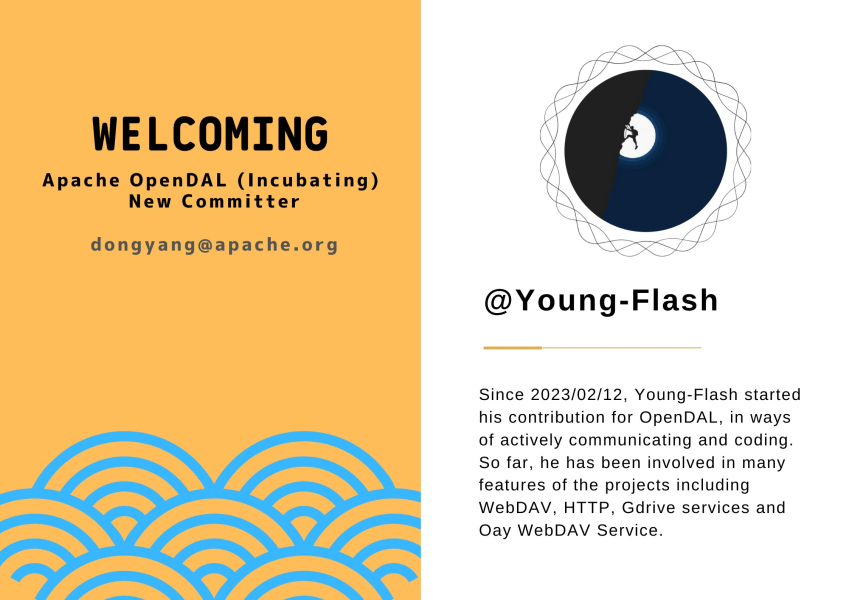 WELCOMING
Apache OpenDAL (Incubating)
New Committer
dongyang@apache.org
@Young-Flash
Since 2023/02/12, Young-Flash started
his contribution for OpenDAL, in ways
of actively communicating and coding.
So far, he has been involved in many
features of the projects including
WebDAV, HTTP, Gdrive services and
Oay WebDAV Service.